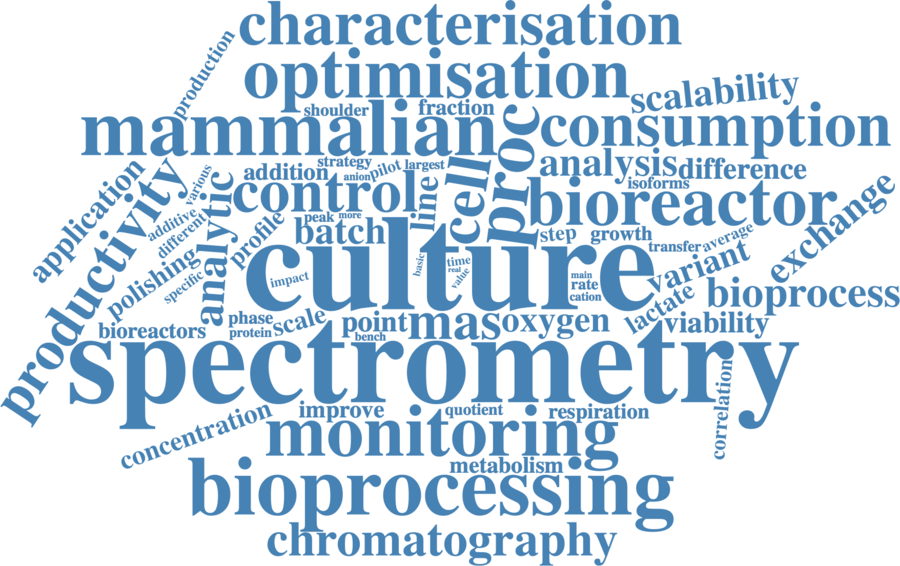 characterisation
production
optimisation
scalability
shoulder
fraction
mammalian
proc
consumption
strategy
analysis
difference
addition
anion
pilot
largest
cell
isoforms
application
productivity
various
analytic
control
line
bioreactor
exchange
additive
different
profile
peak
more
batch
culture
step
growth
transfer
average
variant
polishing
specific
impact
basic
time
real
value
main
rate
cation
lactate
bioprocess
bioreactors
phase
protein
scale
point
bench
mas
oxygen
viability
spectrometry
correlation
concentration
improve
quotient
respiration
monitoring
metabolism
bioprocessing
chromatography